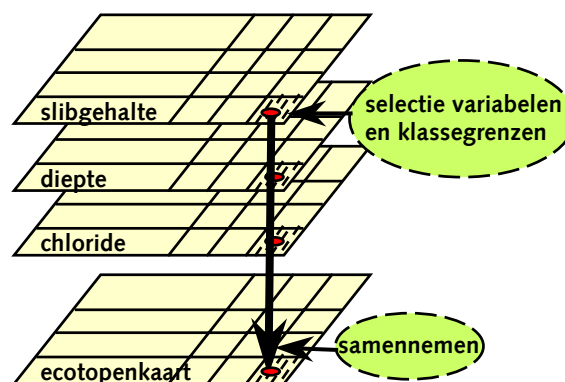 slibgehalte
selectie variabelen
en klassegrenzen
diepte
chloride
samennemen
ecotopenkaart